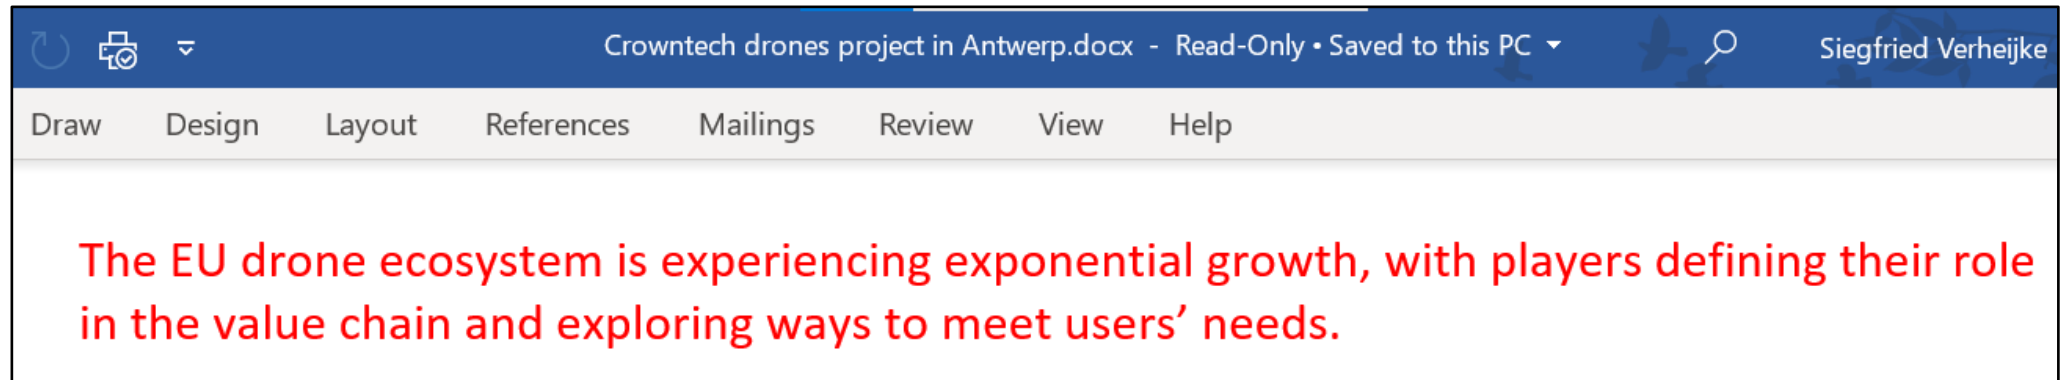 Crowntech drones project in Antwerp.docx - Read-Only • Saved to this PC
Siegfried Verheijke
Draw Design Layout References Mailings Review View Help
The EU drone ecosystem is experiencing exponential growth, with players defining their role
in the value chain and exploring ways to meet users’ needs.